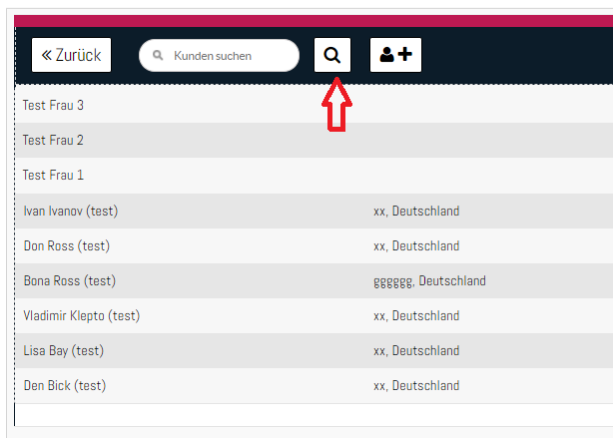 « Zurück Kunden suchen
Test Frau 3
Test Frau 2
Test Frau 1
Ivan Ivanov (test) xx, Deutschland
Don Ross (test) xx, Deutschland
Bona Ross (test) gggggg, Deutschland
Vladimir Klepto (test) xx, Deutschland
Lisa Bay (test) xx, Deutschland
Den Bick (test) xx, Deutschland